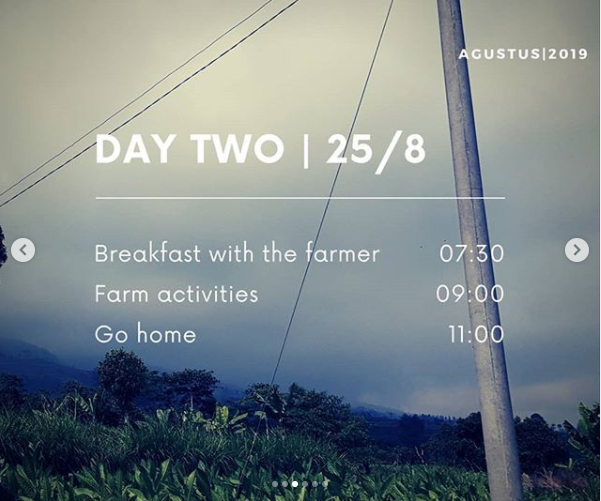 AGUSTUS|2019
DAY TWO | 25/8
Breakfast with the farmer 07:30
Farm activities 09:00
Go home 11:00